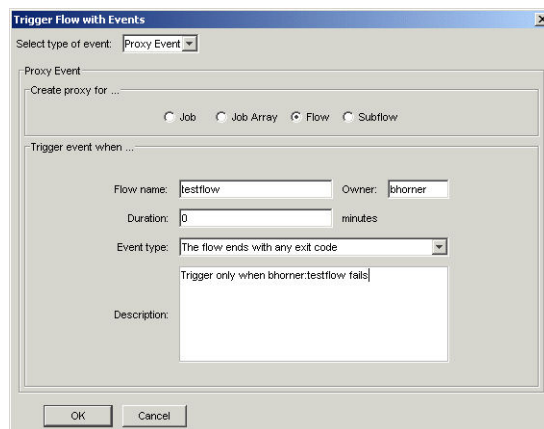 Trigger Flow with Events
Select type of event: Proxy Event
Proxy Event
Create proxy for ...
Job Job Array Flow Subflow
Trigger event when ...
Flow name: testflow Owner: bhorner
Duration: 0 minutes
Event type: The flow ends with any exit code
Trigger only when bhorner:testflow fails
Description:
OK Cancel